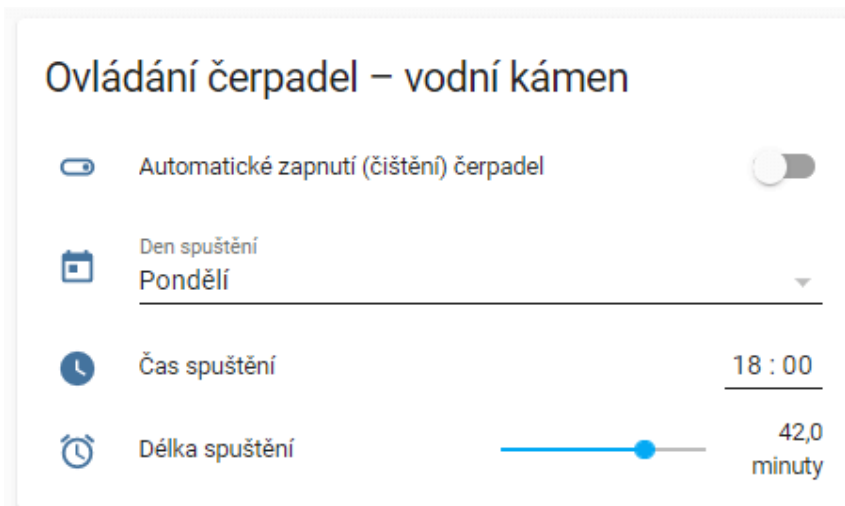 Ovládání čerpadel – vodní kámen
Automatické zapnutí (čištění) čerpadel
Den spuštění
Pondělí
Čas spuštění
18 : 00
Délka spuštění
42,0
minuty